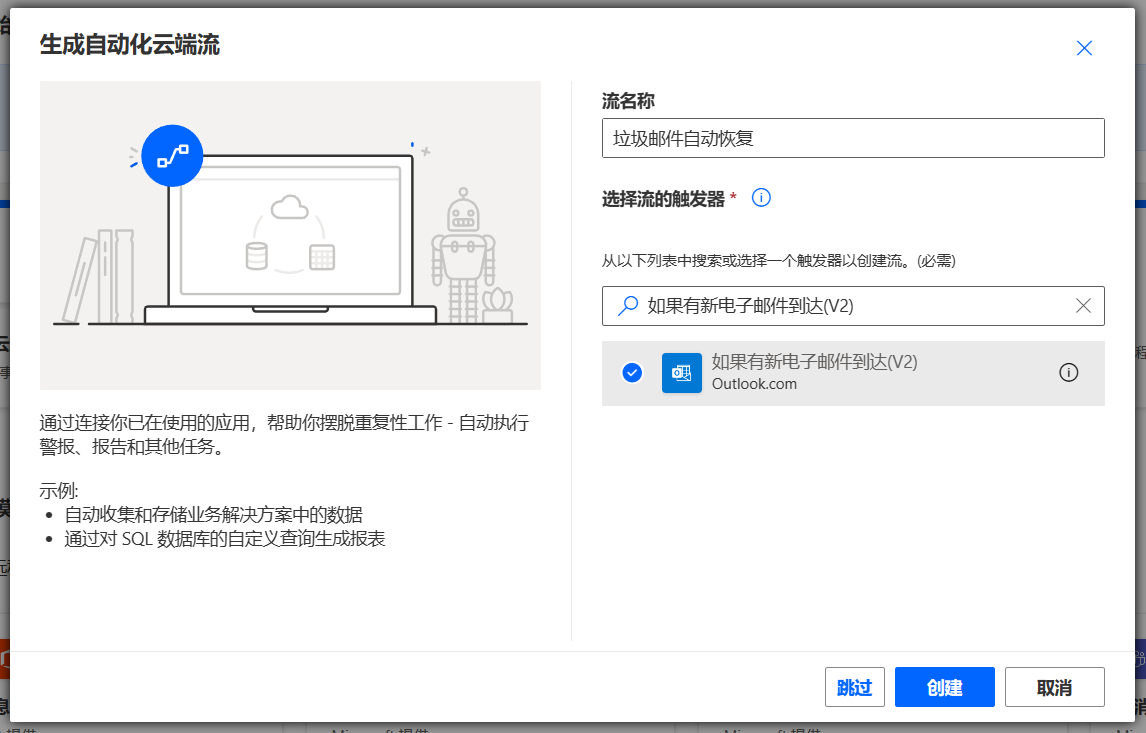 生成自动化云端流
流名称
垃圾邮件自动恢复
选择流的触发器 *
从以下列表中搜索或选择一个触发器以创建流。(必需)
如果有新电子邮件到达(V2)
如果有新电子邮件到达(V2)
Outlook.com
通过连接你已在使用的应用，帮助你摆脱重复性工作 - 自动执行
警报、报告和其他任务。
示例:
• 自动收集和存储业务解决方案中的数据
• 通过对 SQL 数据库的自定义查询生成报表
跳过
创建
取消